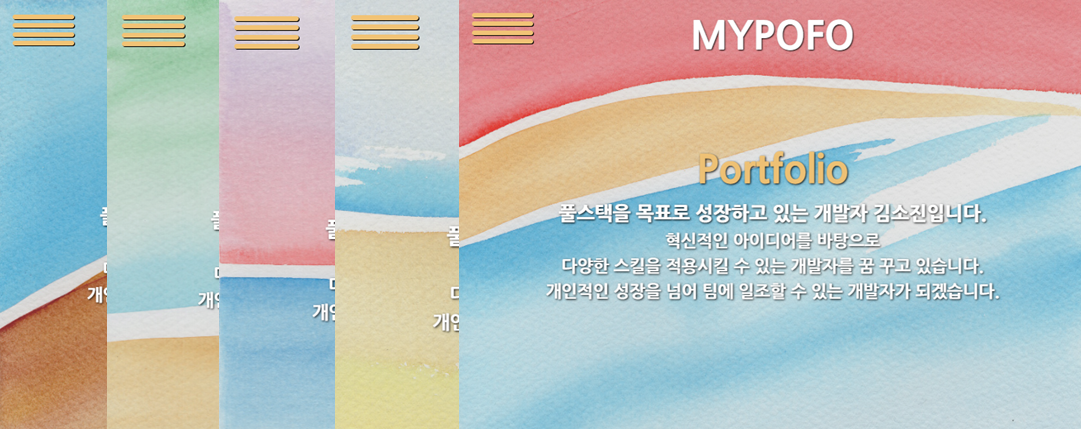 MYPOFO
Portfolio
풀스택을 목표로 성장하고 있는 개발자 김소진입니다.
혁신적인 아이디어를 바탕으로
다양한 스킬을 적용시킬 수 있는 개발자를 꿈 꾸고 있습니다.
개인적인 성장을 넘어 팀에 일조할 수 있는 개발자가 되겠습니다.